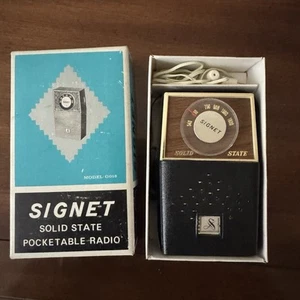 SIGNET
SOLID STATE
POCKETABLE RADIO
SIGNET
SOLID STATE
S